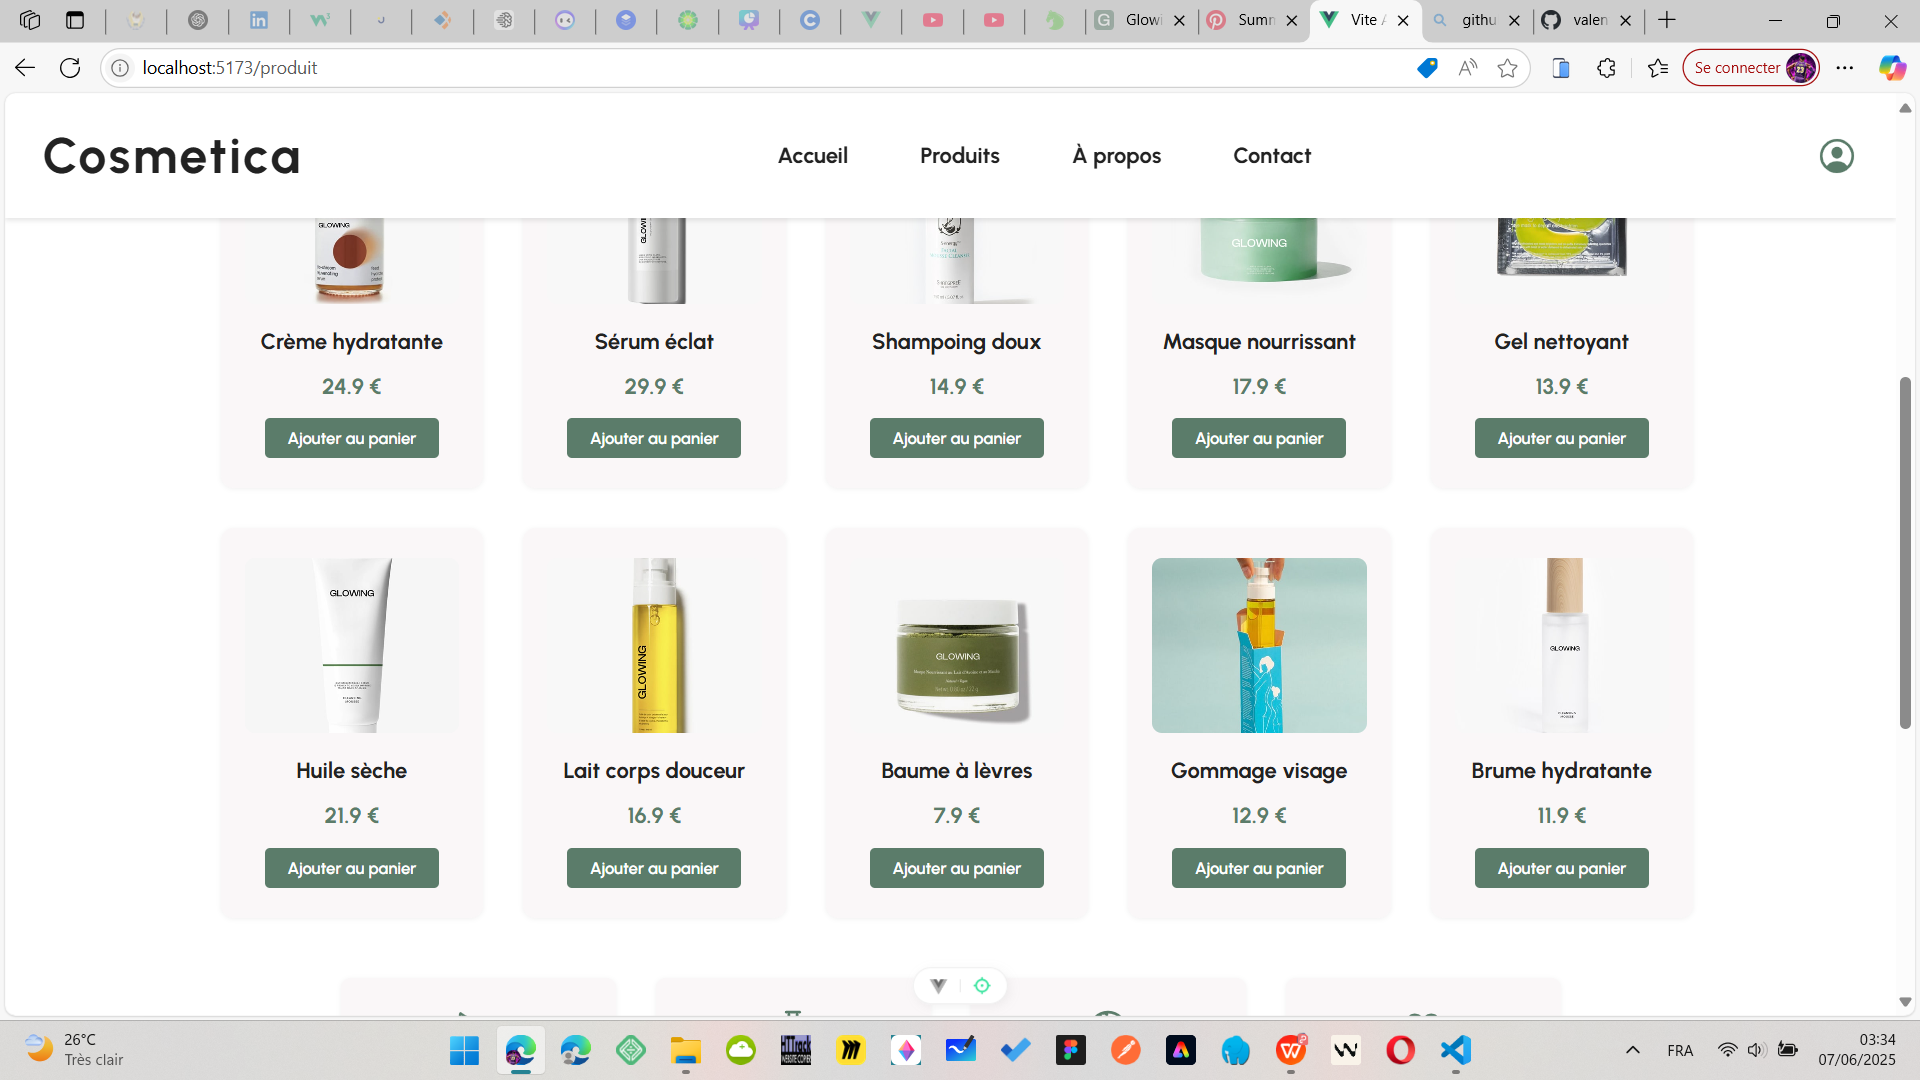 Glowi
Sumn
Vite A
githu
valen
localhost:5173/produit
Se connecter
Cosmetica
Accueil
Produits
À propos
Contact
GLOWING
GLOWING
Crème hydratante
Sérum éclat
Shampoing doux
Masque nourrissant
Gel nettoyant
24.9 €
29.9 €
14.9 €
17.9 €
13.9 €
Ajouter au panier
Ajouter au panier
Ajouter au panier
Ajouter au panier
Ajouter au panier
GLOWING
GLOWING
GLOWING
GLOWING
Huile sèche
Lait corps douceur
Baume à lèvres
Gommage visage
Brume hydratante
21.9 €
16.9 €
7.9 €
12.9 €
11.9 €
Ajouter au panier
Ajouter au panier
Ajouter au panier
Ajouter au panier
Ajouter au panier
26°C
Très clair
FRA
03:34
07/06/2025